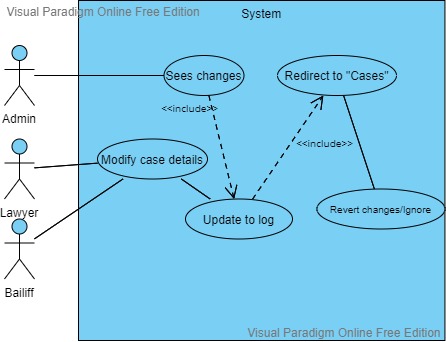 Visual Paradigm Online Free Edition
System
Sees changes
Redirect to "Cases"
Admin
<<include>>
<<include>>
Modify case details
Lawyer
Update to log
Revert changes/Ignore
Bailiff
Visual Paradigm Online Free Edition